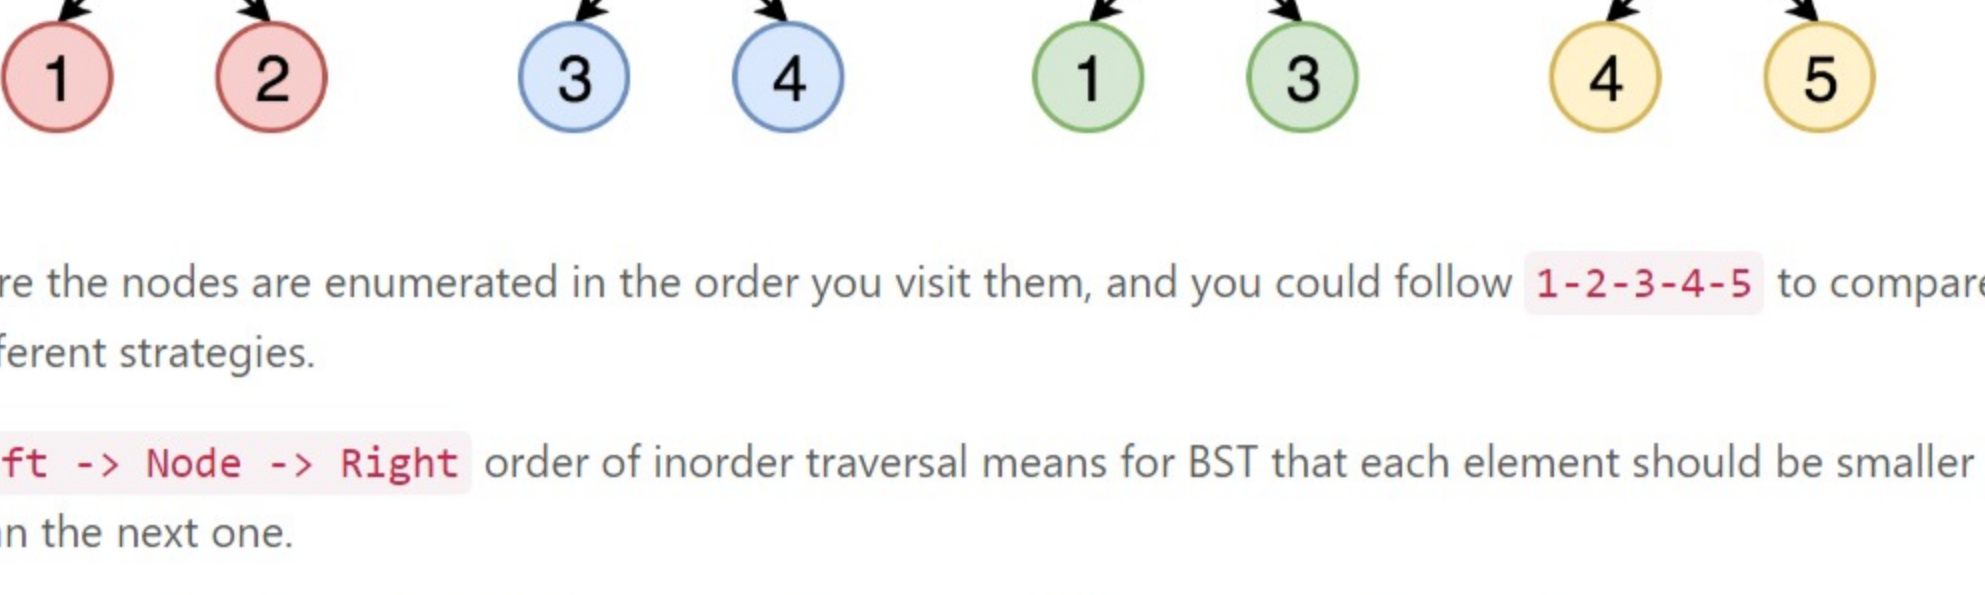 1 2 3 4 1 3 4 5
re the nodes are enumerated in the order you visit them, and you could follow 1-2-3-4-5 to compare
ferent strategies.
ft -> Node -> Right order of inorder traversal means for BST that each element should be smaller
n the next one.